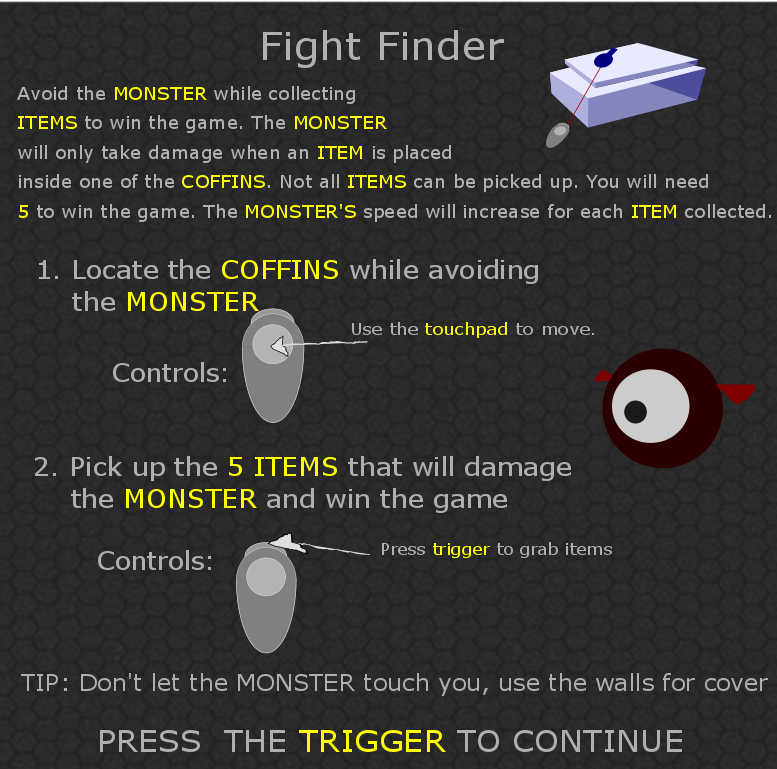 Fight Finder
Avoid the MONSTER while collecting
ITEMS to win the game. The MONSTER
will only take damage when an ITEM is placed
inside one of the COFFINS. Not all ITEMS can be picked up. You will need
5 to win the game. The MONSTER'S speed will increase for each ITEM collected.
1. Locate the COFFINS while avoiding
the MONSTER
Use the touchpad to move.
Controls:
2. Pick up the 5 ITEMS that will damage
the MONSTER and win the game
Press trigger to grab items
Controls:
TIP: Don't let the MONSTER touch you, use the walls for cover
PRESS THE TRIGGER TO CONTINUE